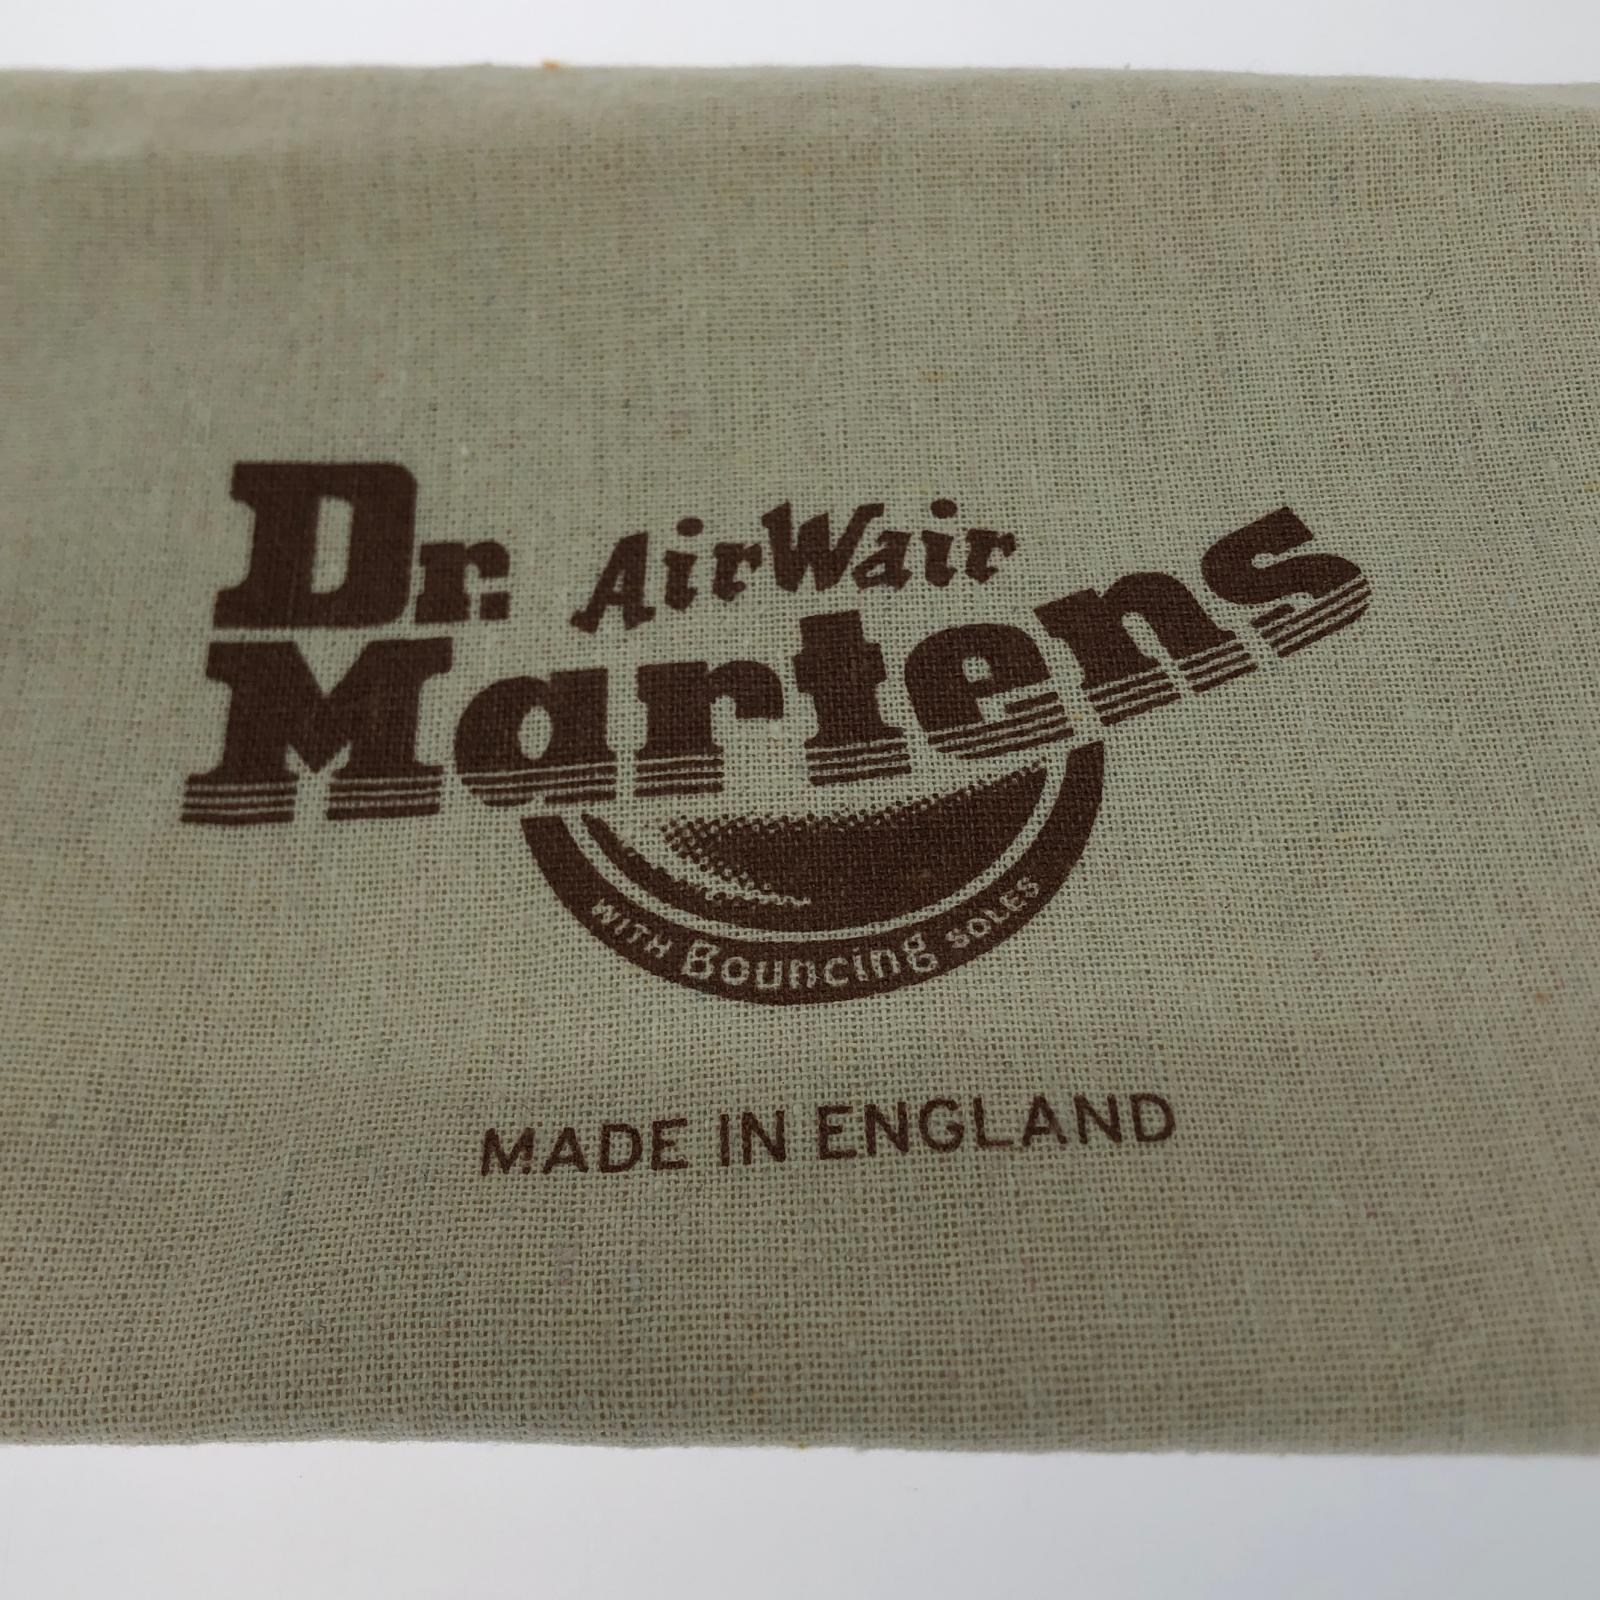 Dr. AirWair
Martens
WITH Bouncing SOLES
MADE IN ENGLAND